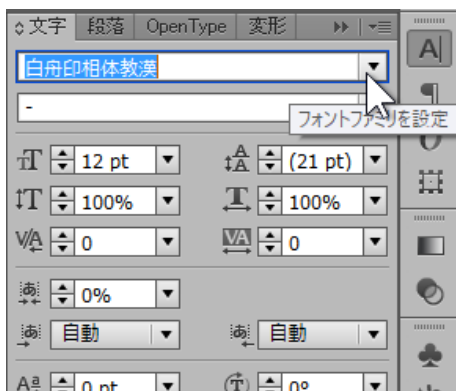 文字 段落 OpenType 変形
白舟印相体教漢
-
フォントファミリを設定
12 pt (21 pt)
100% 100%
0 0
0%
自動 自動
0 pt 0°